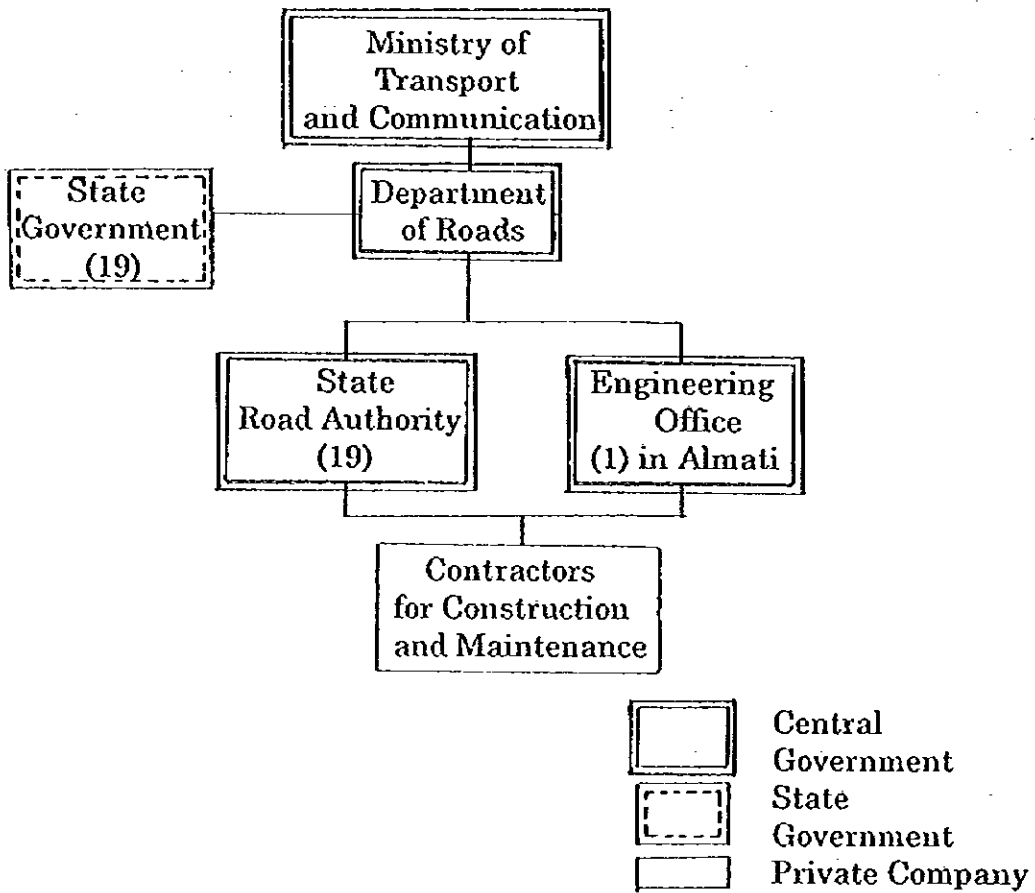 Ministry of
Transport
and Communication
State
Government
(19)
Department
of Roads
State
Road Authority
(19)
Engineering
Office
(1) in Almati
Contractors
for Construction
and Maintenance
Central
Government
State
Government
Private Company